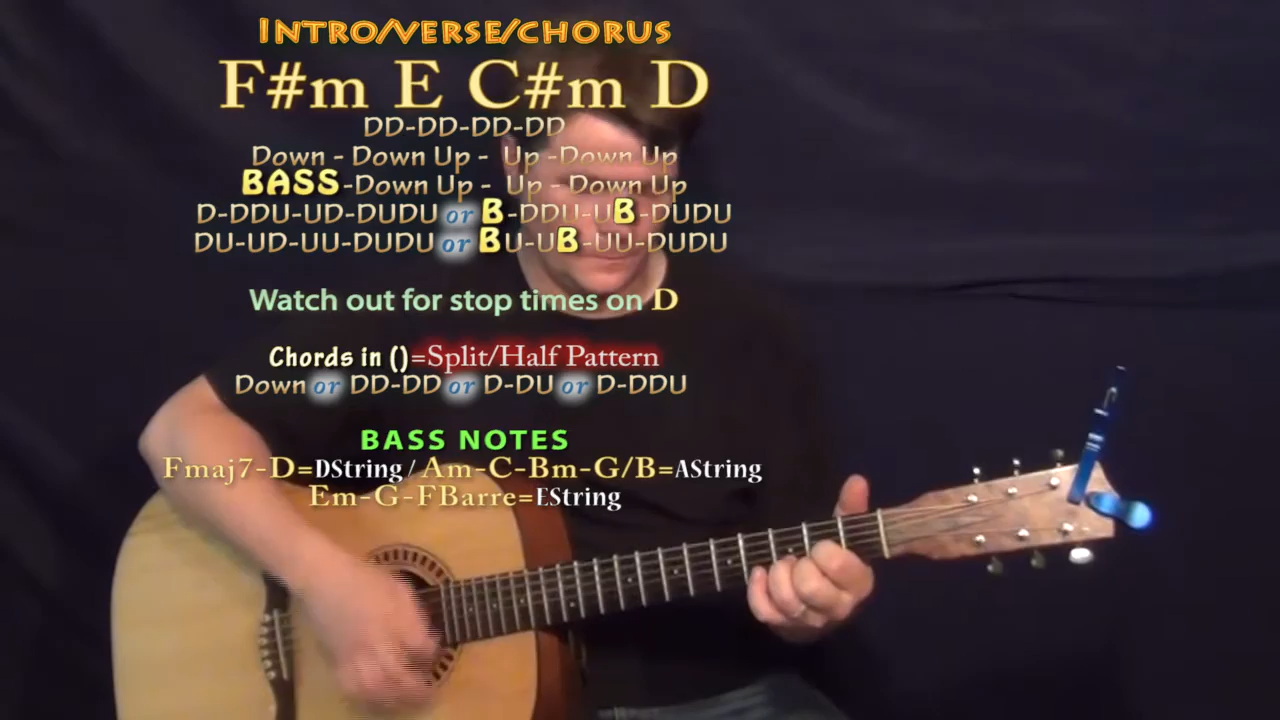 INTRO/VERSE/CHORUS
F#m E C#m D
DD-DD-DD-DD
Down - Down Up - Up -Down Up
BASS-Down Up - Up - Down Up
D-DDU-UD-DUDU or B-DDU-UB-DUDU
DU-UD-UU-DUDU or BU-UB-UU-DUDU
Watch out for stop times on D
Chords in ()=Split/Half Pattern
Down or DD-DD or D-DU or D-DDU
BASS NOTES
Fmaj7-D=DString / Am-C-Bm-G/B=AString
Em-G-FBarre=EString